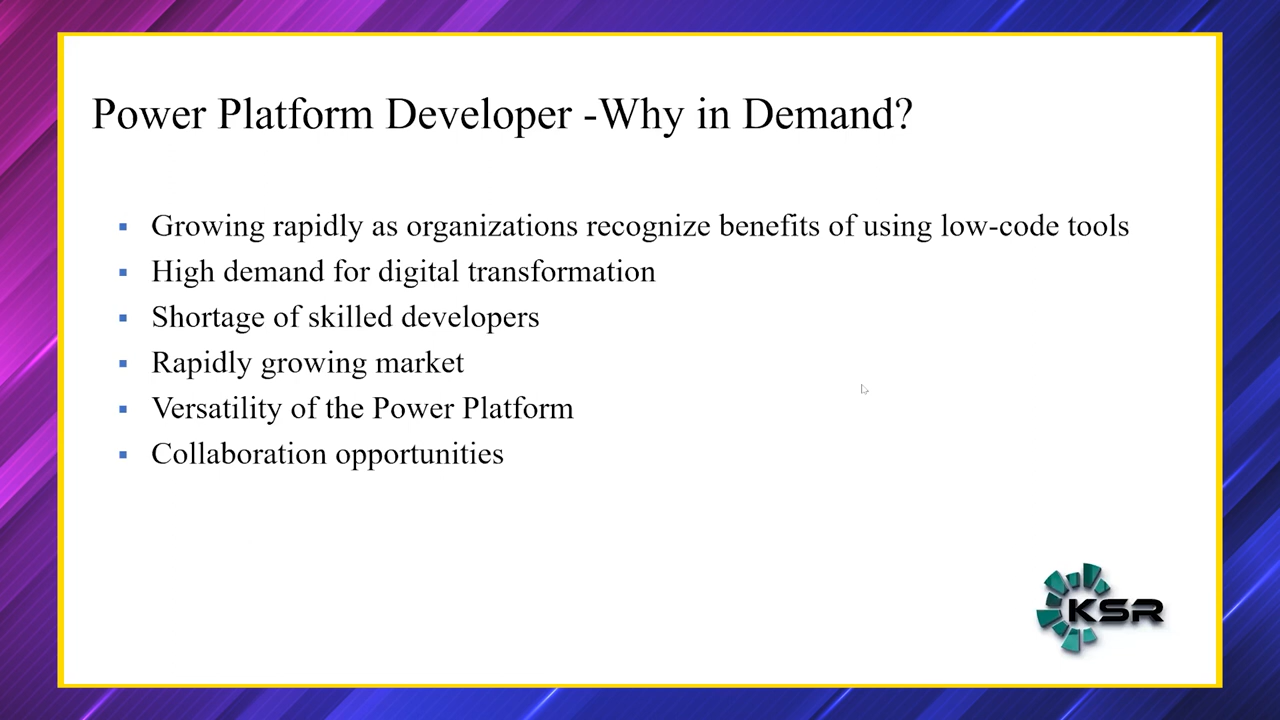 Power Platform Developer -Why in Demand?
Growing rapidly as organizations recognize benefits of using low-code tools
High demand for digital transformation
Shortage of skilled developers
Rapidly growing market
Versatility of the Power Platform
Collaboration opportunities
KSR